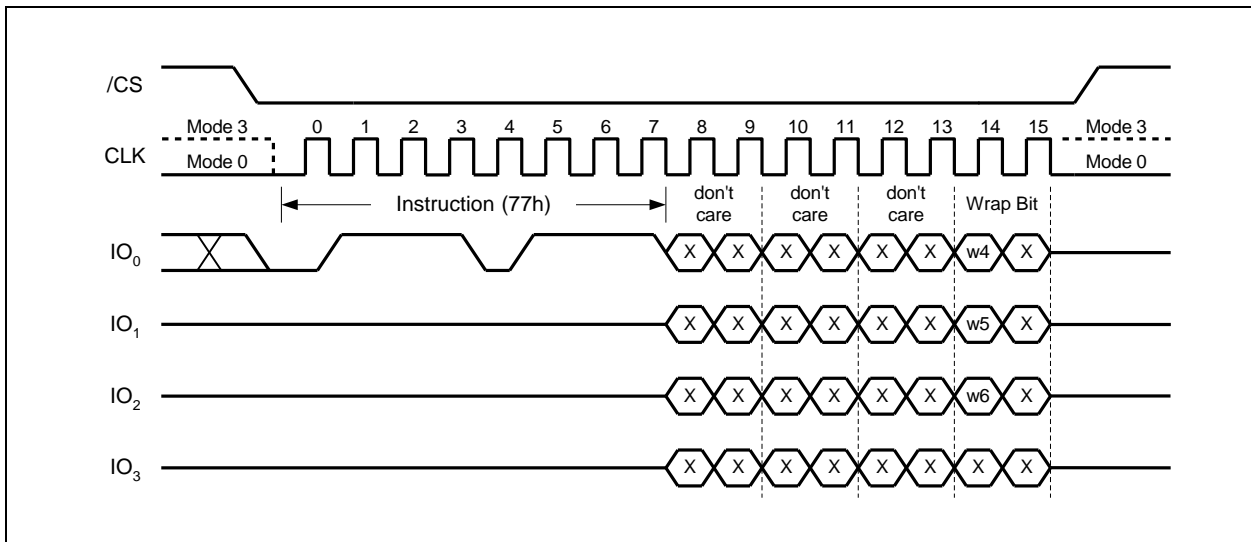 /CS
Mode 3 0 1 2 3 4 5 6 7 8 9 10 11 12 13 14 15 Mode 3
CLK
Mode 0 Mode 0
Instruction (77h) don't care don't care don't care Wrap Bit
IO0 X X X X X X w4 X
IO1 X X X X X X w5 X
IO2 X X X X X X w6 X
IO3 X X X X X X X X